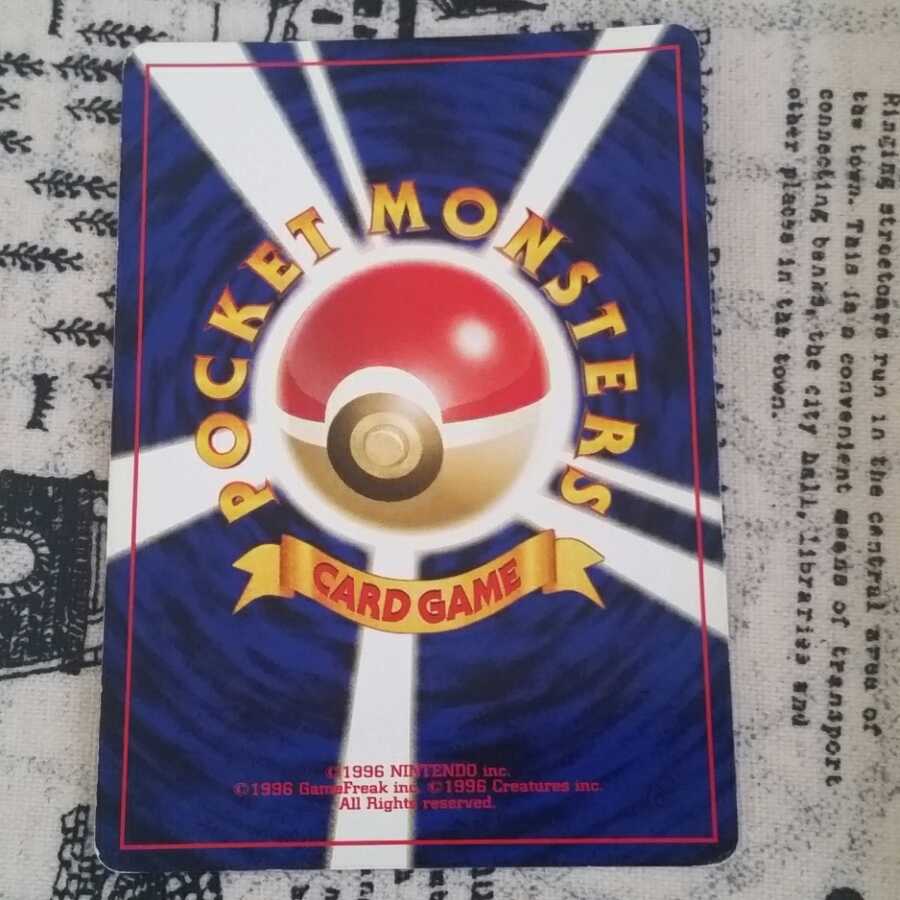 POCKET MONSTERS
CARD GAME
©1996 NINTENDO inc.
©1996 GameFreak inc. ©1996 Creatures inc.
All Rights reserved.
Ringing streetcars run in the central area of
the town. This is a convenient means of transport
connecting banks, the city hall, libraries and
other places in the town.